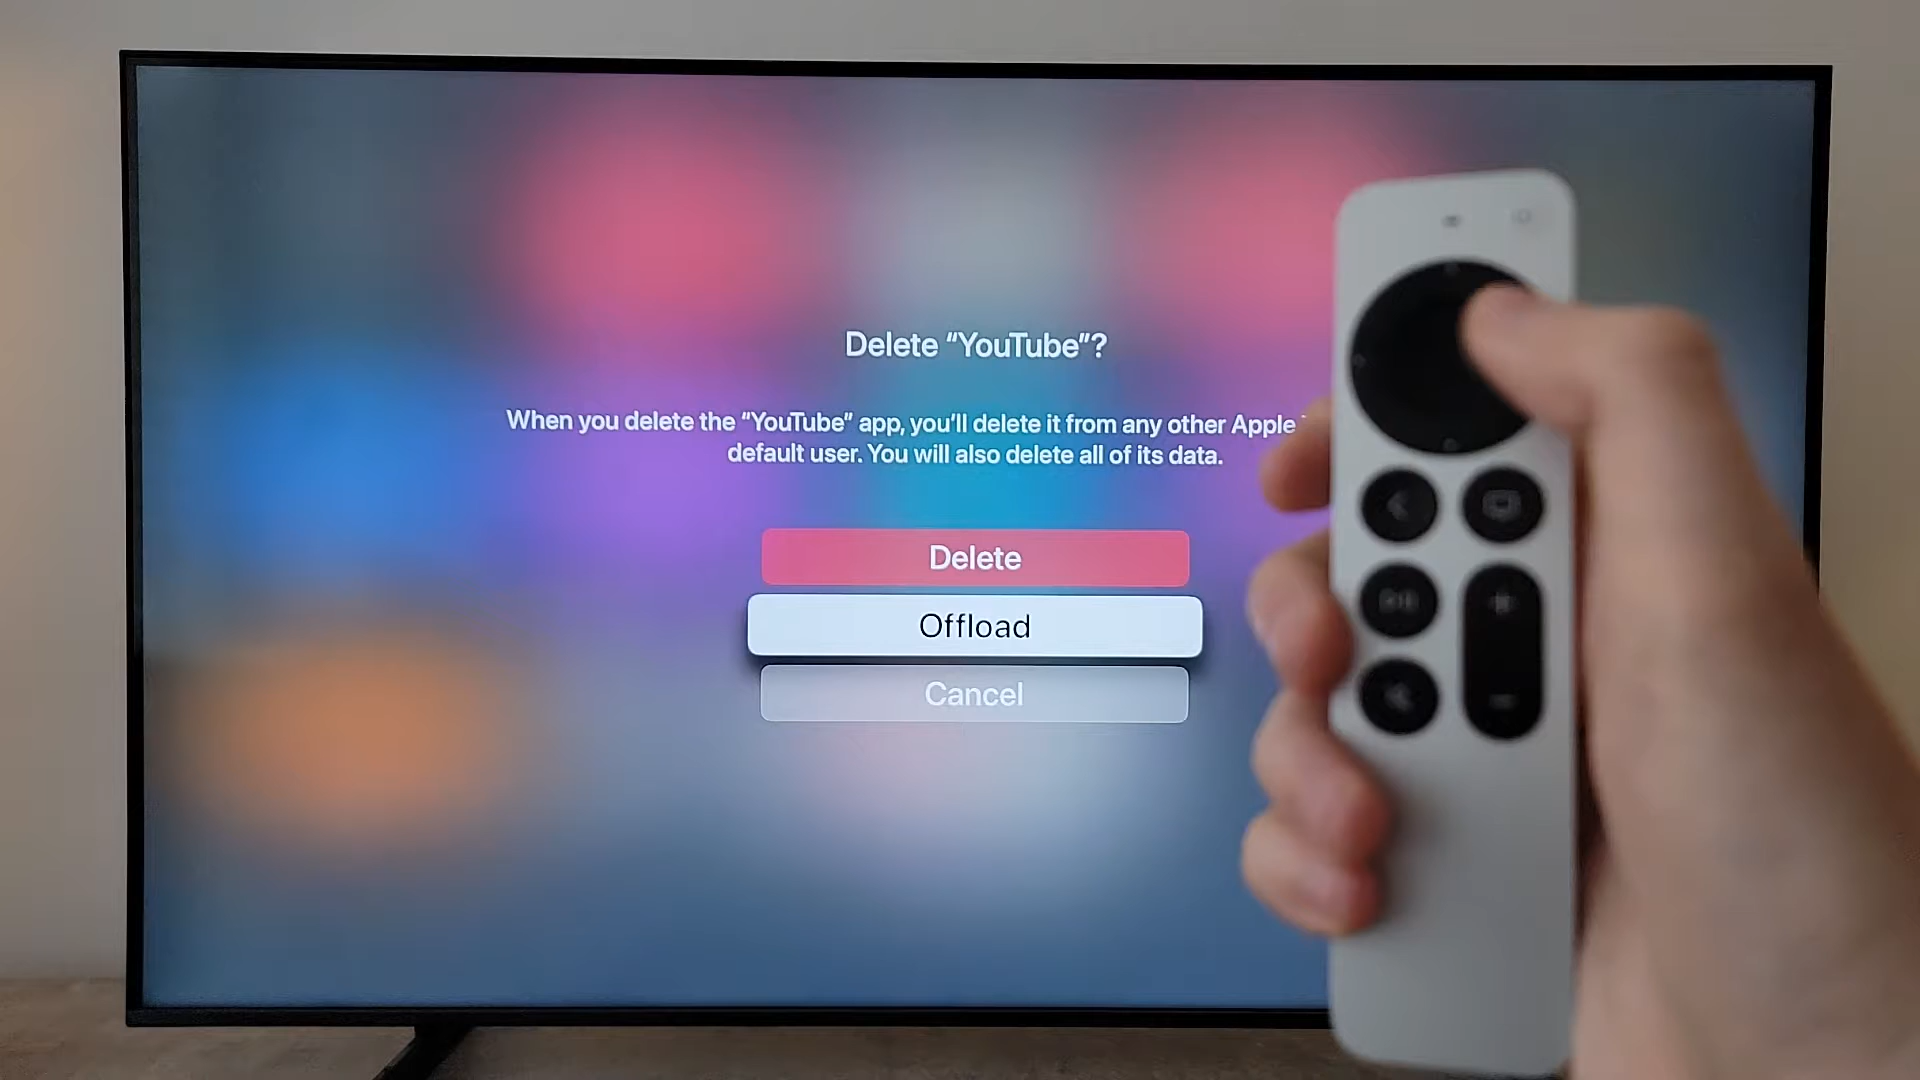 Delete “YouTube”?
When you delete the “YouTube” app, you’ll delete it from any other Apple
default user. You will also delete all of its data.
Delete
Offload
Cancel